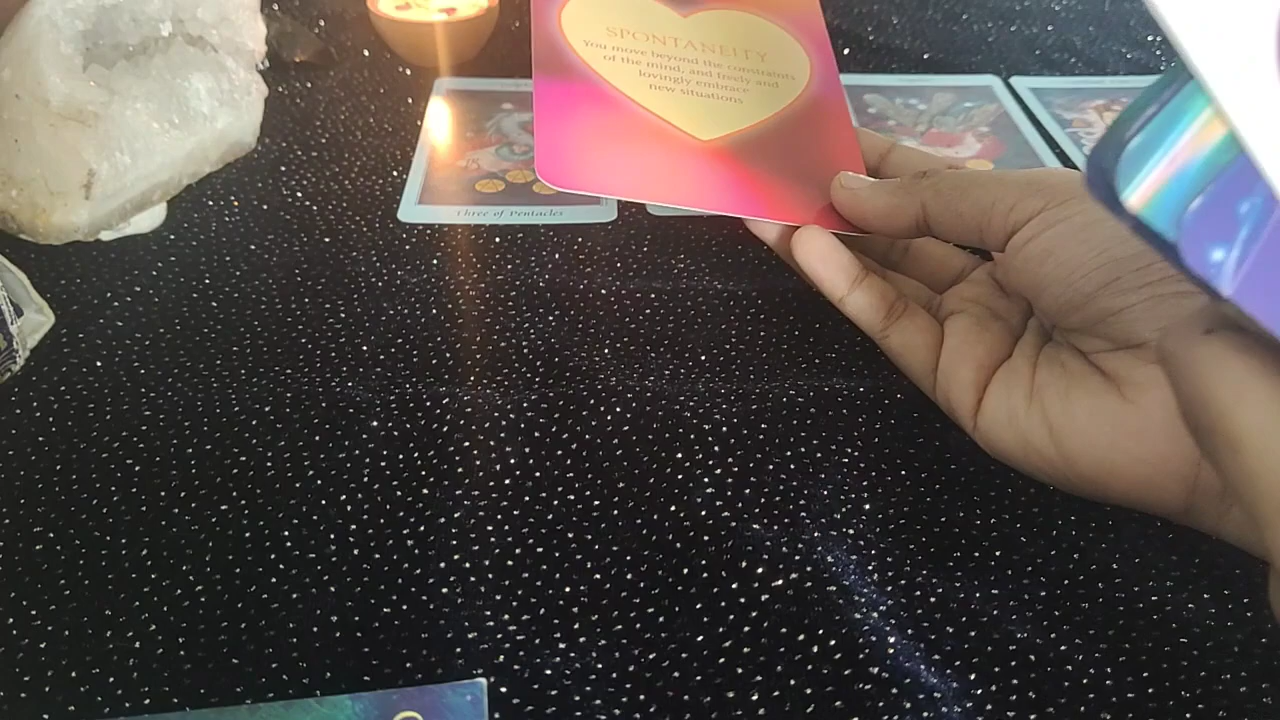 SPONTANEITY
You move beyond the constraints
of the mind, and freely and
lovingly embrace
new situations
Three of Pentacles